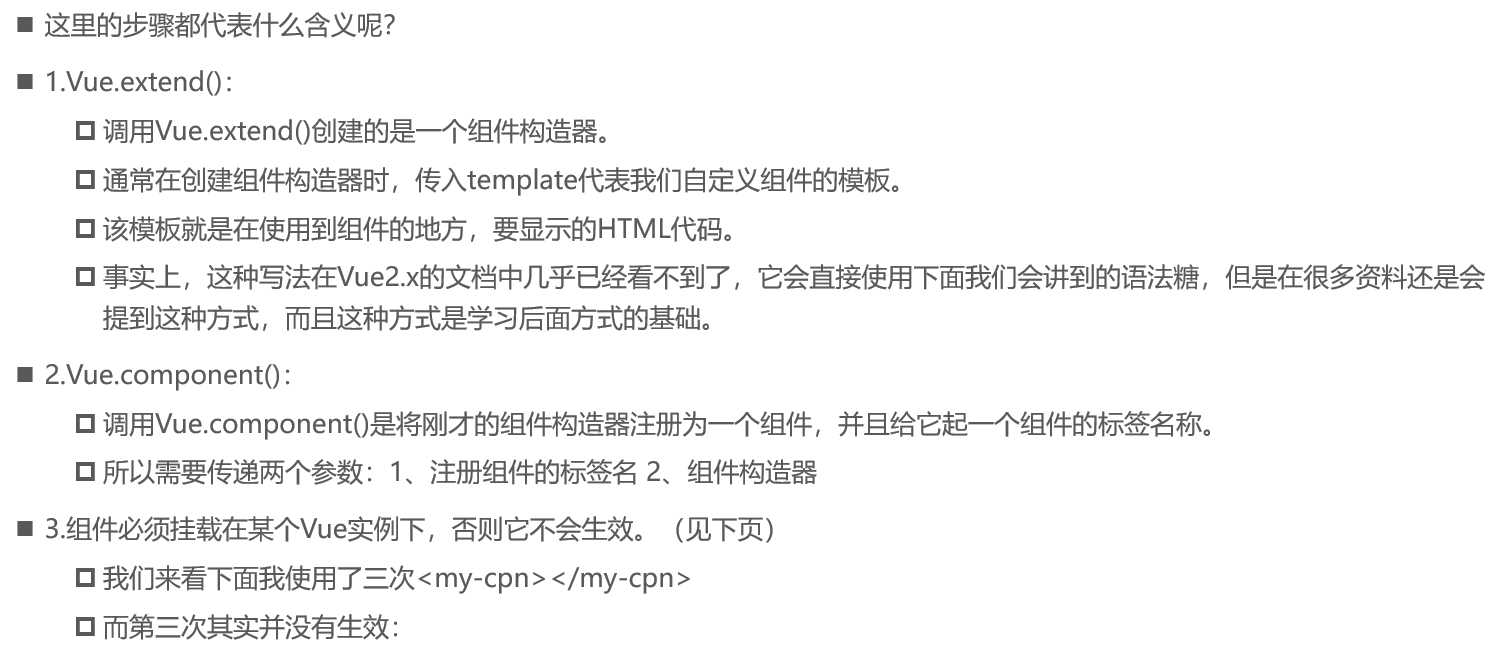 ■ 这里的步骤都代表什么含义呢?
■ 1.Vue.extend()：
调用Vue.extend()创建的是一个组件构造器。
通常在创建组件构造器时，传入template代表我们自定义组件的模板。
该模板就是在使用到组件的地方，要显示的HTML代码。
事实上，这种写法在Vue2.x的文档中几乎已经看不到了，它会直接使用下面我们会讲到的语法糖，但是在很多资料还是会
提到这种方式，而且这种方式是学习后面方式的基础。
■ 2.Vue.component()：
调用Vue.component()是将刚才的组件构造器注册为一个组件，并且给它起一个组件的标签名称。
所以需要传递两个参数：1、注册组件的标签名 2、组件构造器
■ 3.组件必须挂载在某个Vue实例下，否则它不会生效。（见下页）
我们来看下面我使用了三次<my-cpn></my-cpn>
而第三次其实并没有生效：